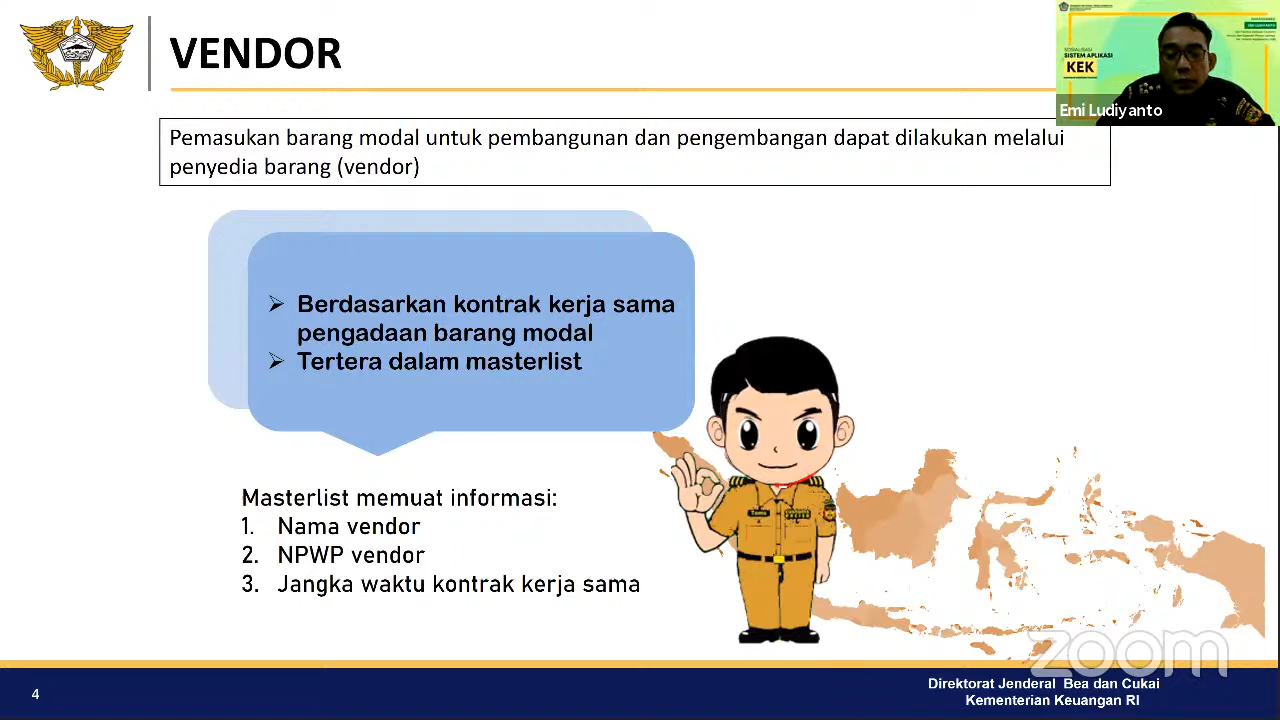 VENDOR
SOSIALISASI
SISTEM APLIKASI
KEK
Emi Ludiyanto
Pemasukan barang modal untuk pembangunan dan pengembangan dapat dilakukan melalui
penyedia barang (vendor)
➢ Berdasarkan kontrak kerja sama
pengadaan barang modal
➢ Tertera dalam masterlist
Masterlist memuat informasi:
1. Nama vendor
2. NPWP vendor
3. Jangka waktu kontrak kerja sama
zoom
4
Direktorat Jenderal Bea dan Cukai
Kementerian Keuangan RI